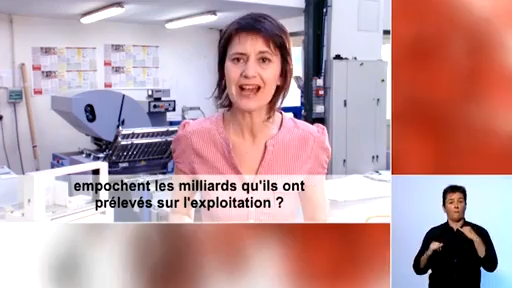 empochent les milliards qu'ils ont
prélevés sur l'exploitation ?